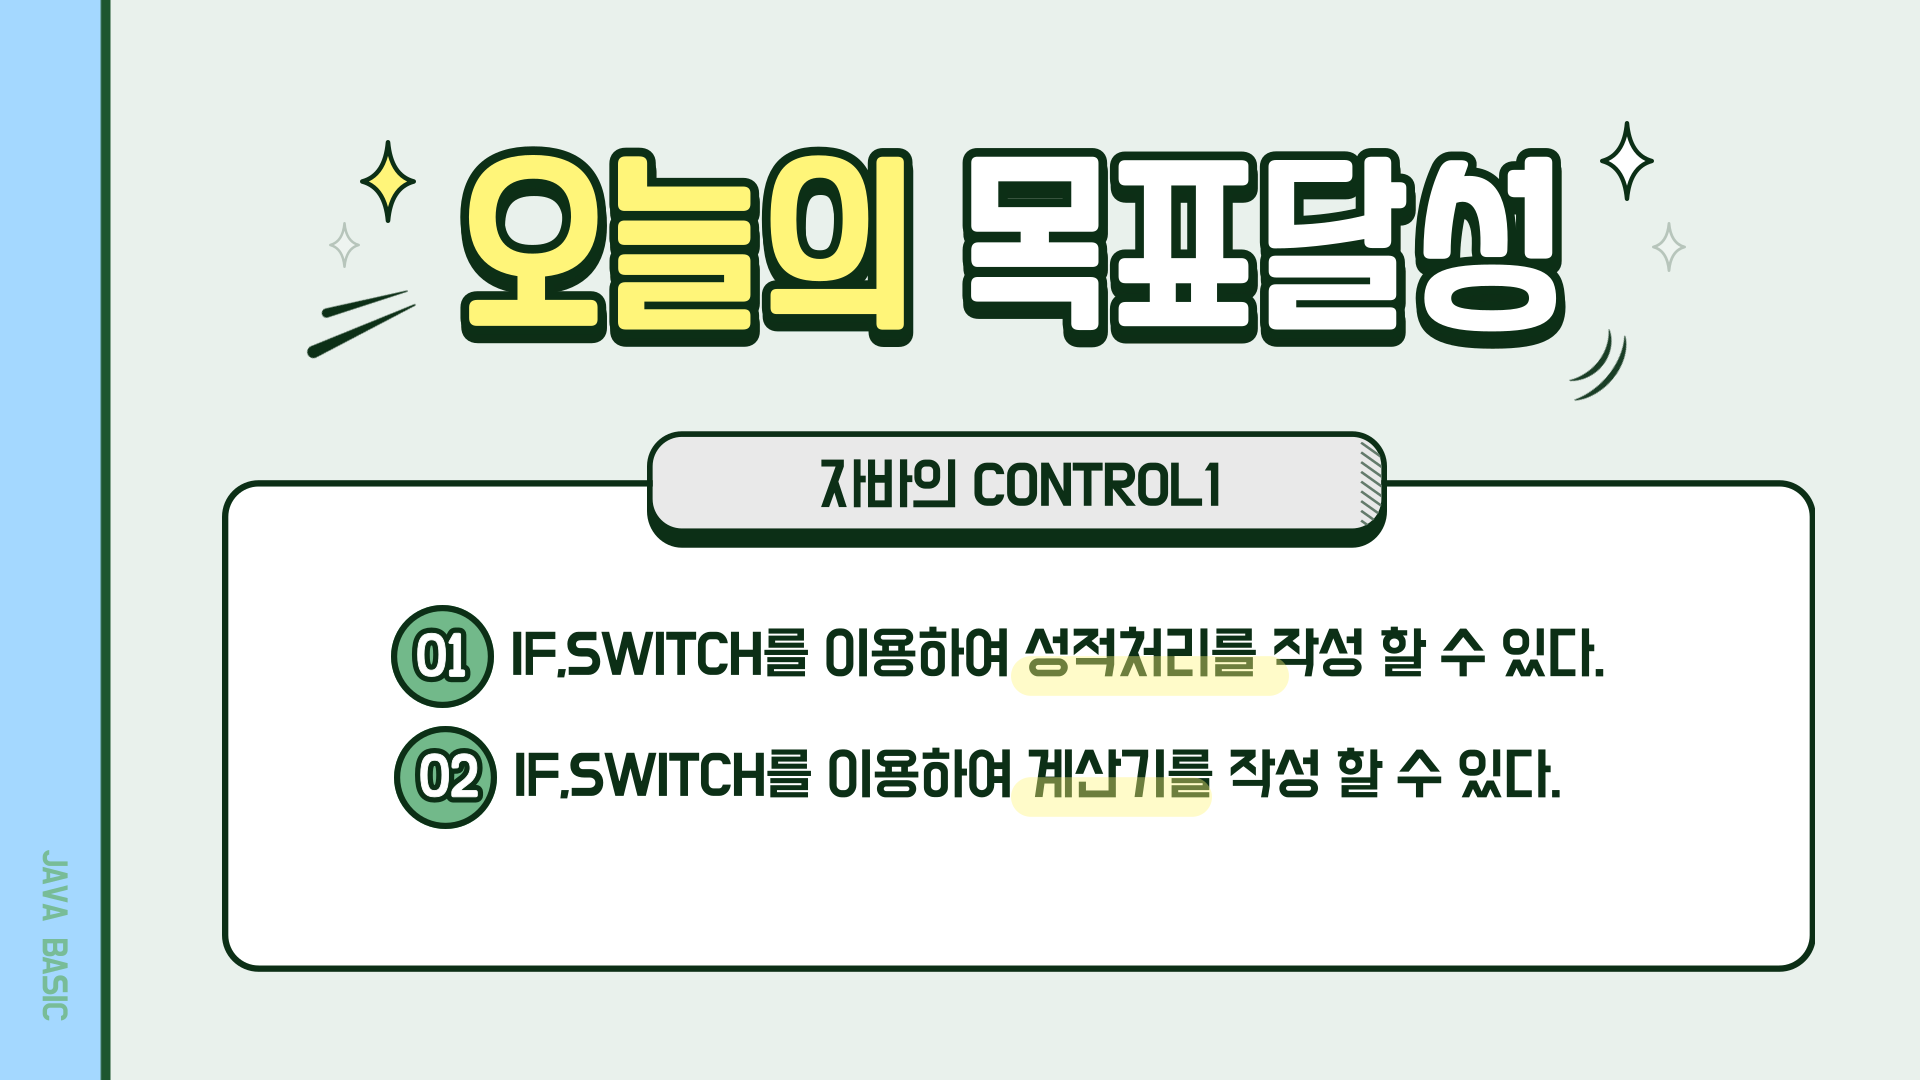 오늘의 목표달성
자바의 CONTROL1
01 IF,SWITCH를 이용하여 성적처리를 작성 할 수 있다.
02 IF,SWITCH를 이용하여 계산기를 작성 할 수 있다.
JAVA BASIC